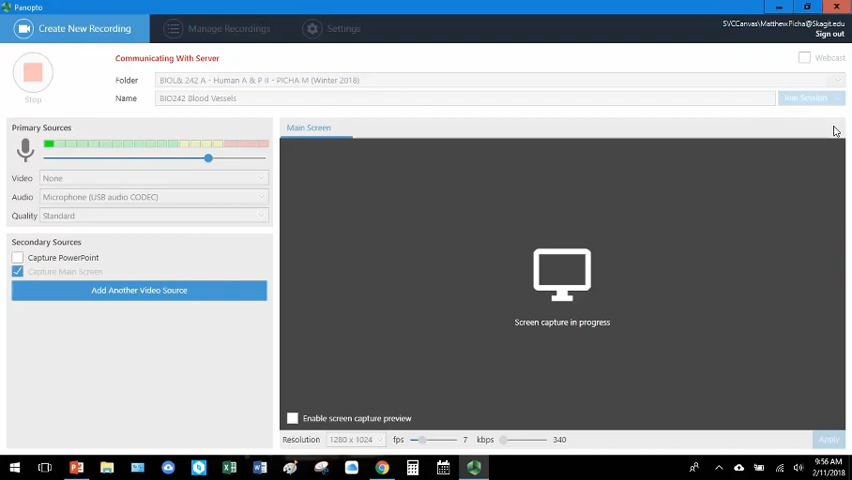 Panopto
Create New Recording
Manage Recordings
Settings
SVCCanvas\Matthew.Picha@Skagit.edu
Sign out
Communicating With Server
Webcast
Folder
BIOL& 242 A - Human A & P II - PICHA M (Winter 2018)
Stop
Name
BIO242 Blood Vessels
New Session
Primary Sources
Main Screen
Video
None
Audio
Microphone (USB audio CODEC)
Quality
Standard
Secondary Sources
Capture PowerPoint
Capture Main Screen
Add Another Video Source
Screen capture in progress
Enable screen capture preview
Resolution 1280 x 1024 fps 7 kbps 340
Apply
9:56 AM
2/11/2018